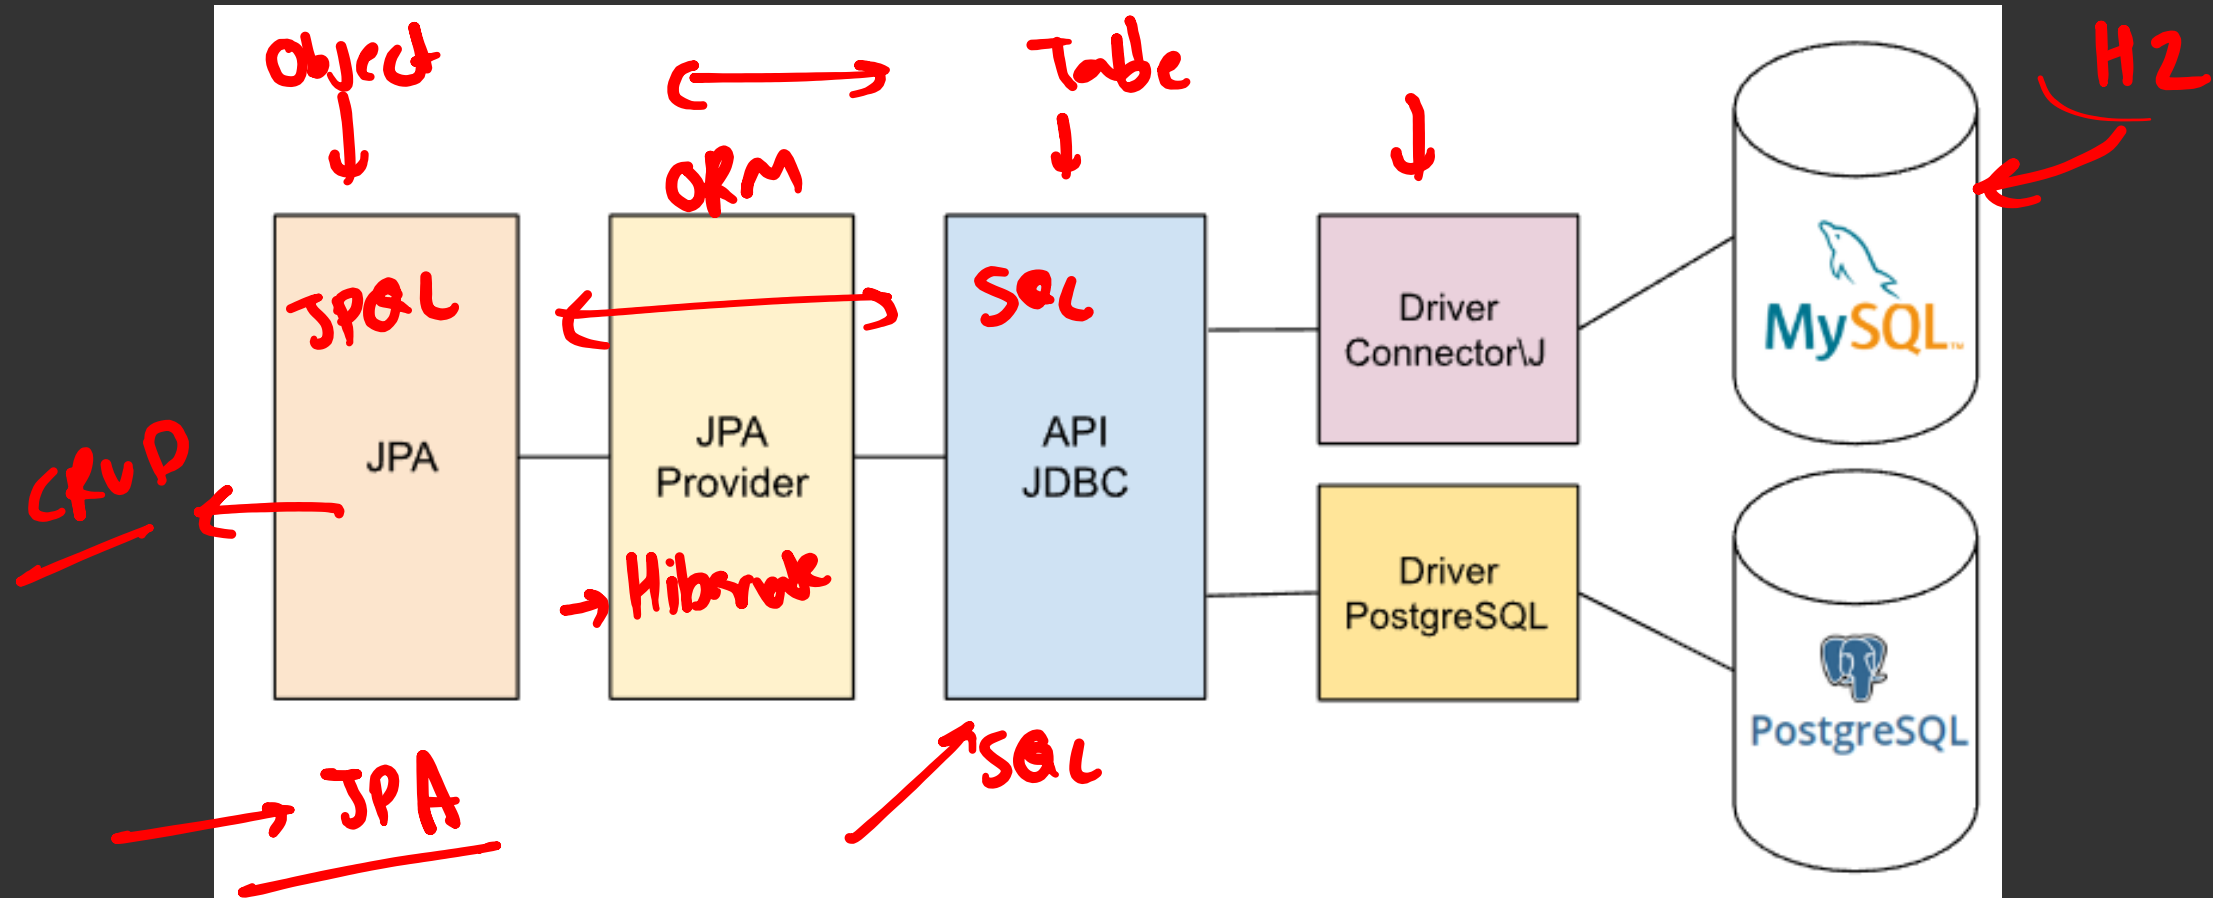 Object
Table
H2
ORM
JPQL
SQL
Driver
Connector\J
MySQL™
CRUD
JPA
JPA
Provider
API
JDBC
Hibernate
Driver
PostgreSQL
PostgreSQL
JPA
SQL